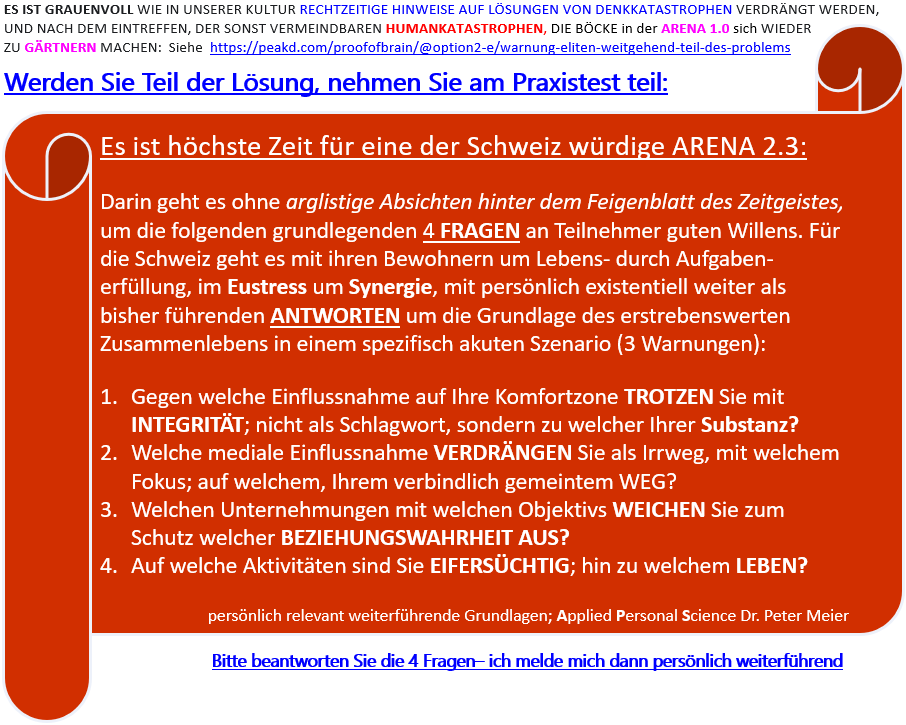 ES IST GRAUENVOLL WIE IN UNSERER KULTUR RECHTZEITIGE HINWEISE AUF LÖSUNGEN VON DENKKATASTROPHEN VERDRÄNGT WERDEN,
UND NACH DEM EINTREFFEN, DER SONST VERMEINDBAREN HUMANKATASTROPHEN, DIE BÖCKE in der ARENA 1.0 sich WIEDER
ZU GÄRTNERN MACHEN: Siehe https://peakd.com/proofofbrain/@option2-e/warnung-eliten-weitgehend-teil-des-problems
Werden Sie Teil der Lösung, nehmen Sie am Praxistest teil:
Es ist höchste Zeit für eine der Schweiz würdige ARENA 2.3:
Darin geht es ohne arglistige Absichten hinter dem Feigenblatt des Zeitgeistes,
um die folgenden grundlegenden 4 FRAGEN an Teilnehmer guten Willens. Für
die Schweiz geht es mit ihren Bewohnern um Lebens- durch Aufgaben-
erfüllung, im Eustress um Synergie, mit persönlich existentiell weiter als
bisher führenden ANTWORTEN um die Grundlage des erstrebenswerten
Zusammenlebens in einem spezifisch akuten Szenario (3 Warnungen):
1. Gegen welche Einflussnahme auf Ihre Komfortzone TROTZEN Sie mit
INTEGRITÄT; nicht als Schlagwort, sondern zu welcher Ihrer Substanz?
2. Welche mediale Einflussnahme VERDRÄNGEN Sie als Irrweg, mit welchem
Fokus; auf welchem, Ihrem verbindlich gemeintem WEG?
3. Welchen Unternehmungen mit welchen Objektivs WEICHEN Sie zum
Schutz welcher BEZIEHUNGSWAHRHEIT AUS?
4. Auf welche Aktivitäten sind Sie EIFERSÜCHTIG; hin zu welchem LEBEN?
persönlich relevant weiterführende Grundlagen; Applied Personal Science Dr. Peter Meier
Bitte beantworten Sie die 4 Fragen– ich melde mich dann persönlich weiterführend